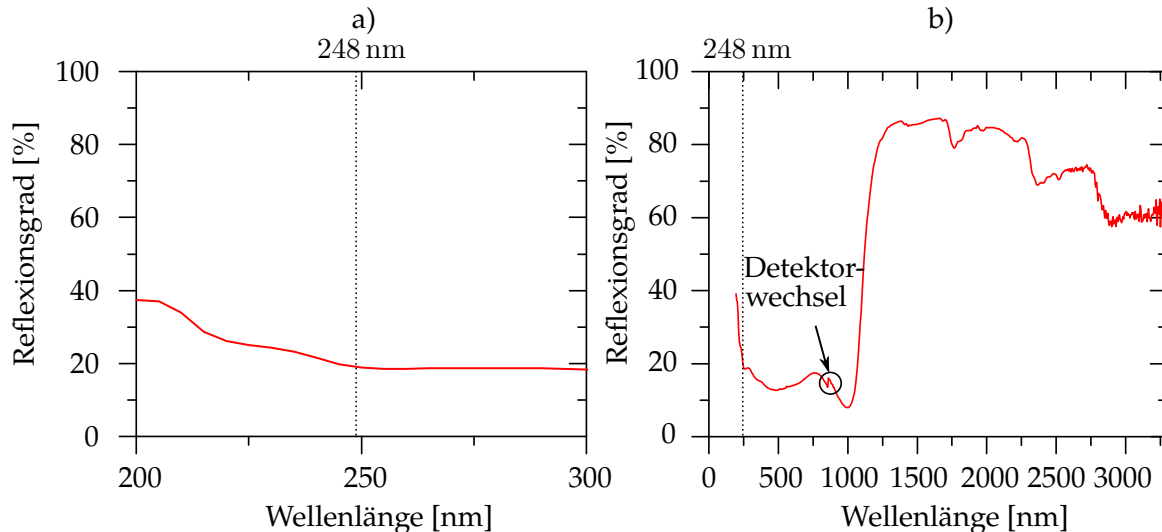 a)
248 nm
100
80
60
40
20
0
200
250
300
Reflexionsgrad [%]
Wellenlänge [nm]
b)
248 nm
100
80
60
40
20
0
0
500
1000
1500
2000
2500
3000
Reflexionsgrad [%]
Detektor-
wechsel
Wellenlänge [nm]